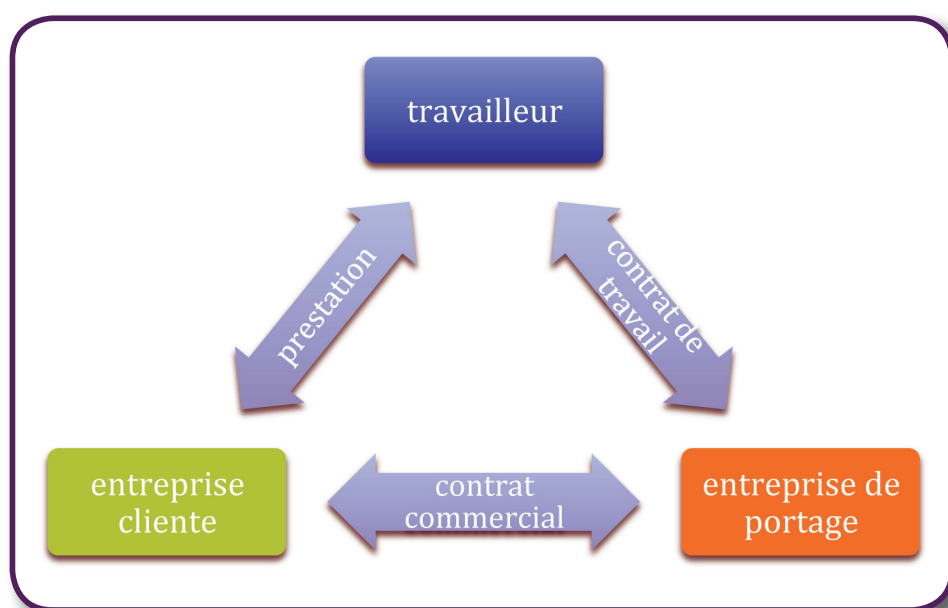 travailleur
prestation
contrat de
travail
entreprise
cliente
contrat
commercial
entreprise de
portage